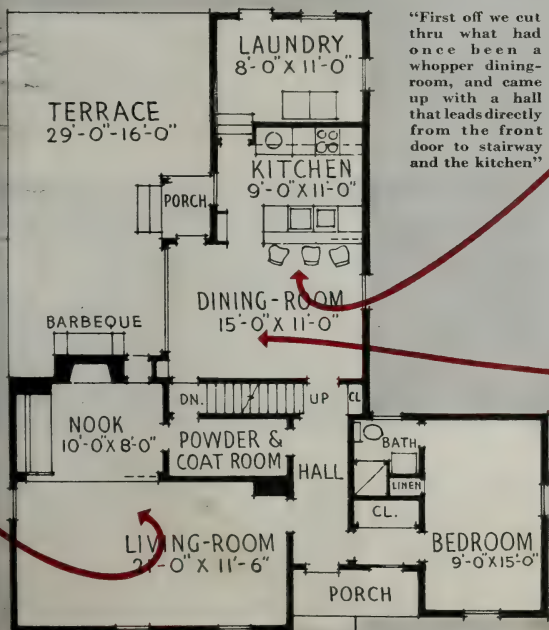 “First off we cut
thru what had
once been a
whopper dining-
room, and came
up with a hall
that leads directly
from the front
door to stairway
and the kitchen”
LAUNDRY
8'-0" X 11'-0"
TERRACE
29'-0"-16'-0"
KITCHEN
9'-0" X 11'-0"
PORCH
DINING-ROOM
15'-0" X 11'-0"
BARBEQUE
DN.
UP
CL
NOOK
10'-0" X 8'-0"
POWDER &
COAT ROOM
HALL
BATH
LINEN
CL.
LIVING-ROOM
21'-0" X 11'-6"
BEDROOM
9'-0" X 15'-0"
PORCH